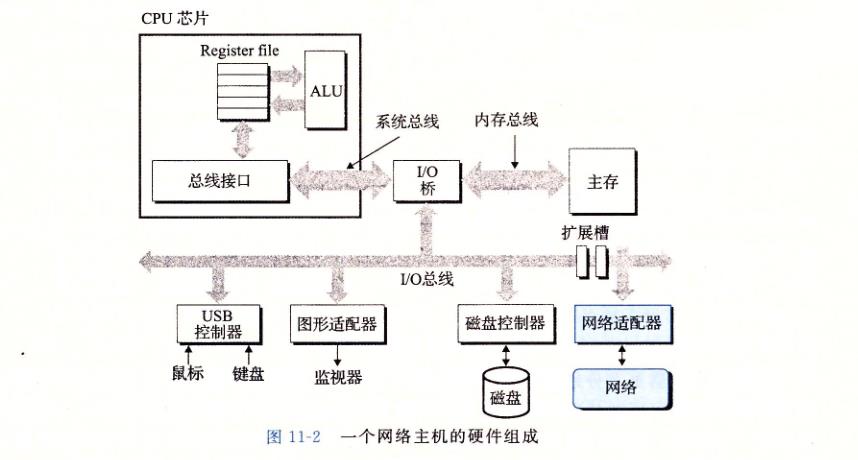 CPU 芯片
Register file
ALU
系统总线
内存总线
总线接口
I/O
桥
主存
扩展槽
I/O总线
USB
控制器
图形适配器
磁盘控制器
网络适配器
鼠标
键盘
监视器
磁盘
网络
图 11-2 一个网络主机的硬件组成